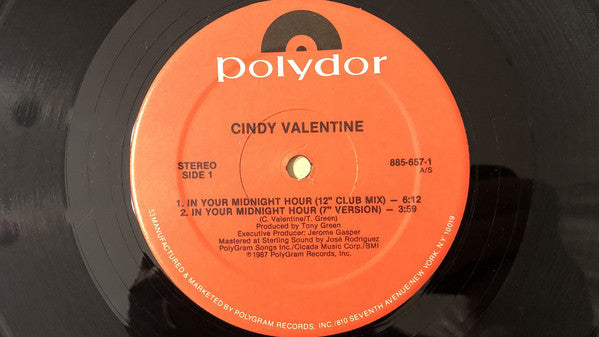 polydor
CINDY VALENTINE
STEREO
SIDE 1
885-657-1
A/S
1. IN YOUR MIDNIGHT HOUR (12" CLUB MIX) — 6:12
2. IN YOUR MIDNIGHT HOUR (7" VERSION) — 3:59
(C. Valentine/T. Green)
Produced by Tony Green
Executive Producer: Jerome Gasper
Mastered at Sterling Sound by José Rodriguez
PolyGram Songs Inc./Cicada Music Corp./BMI
℗1987 PolyGram Records, Inc.
53 MANUFACTURED & MARKETED BY POLYGRAM RECORDS, INC./810 SEVENTH AVENUE/NEW YORK, N.Y. 10019